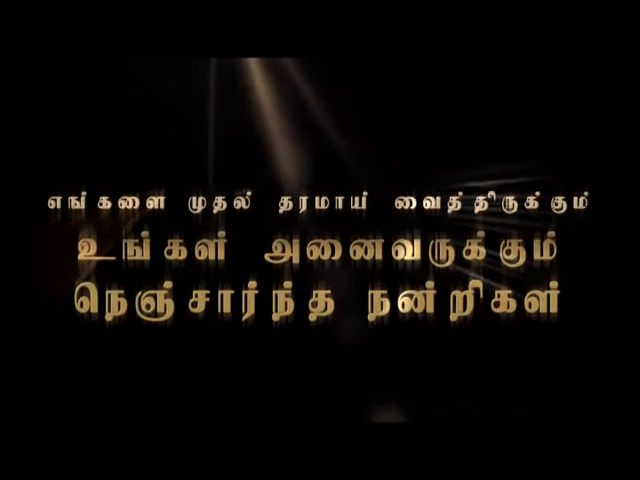 எங்களை முதல் தரமாய் வைத்திருக்கும்
உங்கள் அனைவருக்கும்
நெஞ்சார்ந்த நன்றிகள்